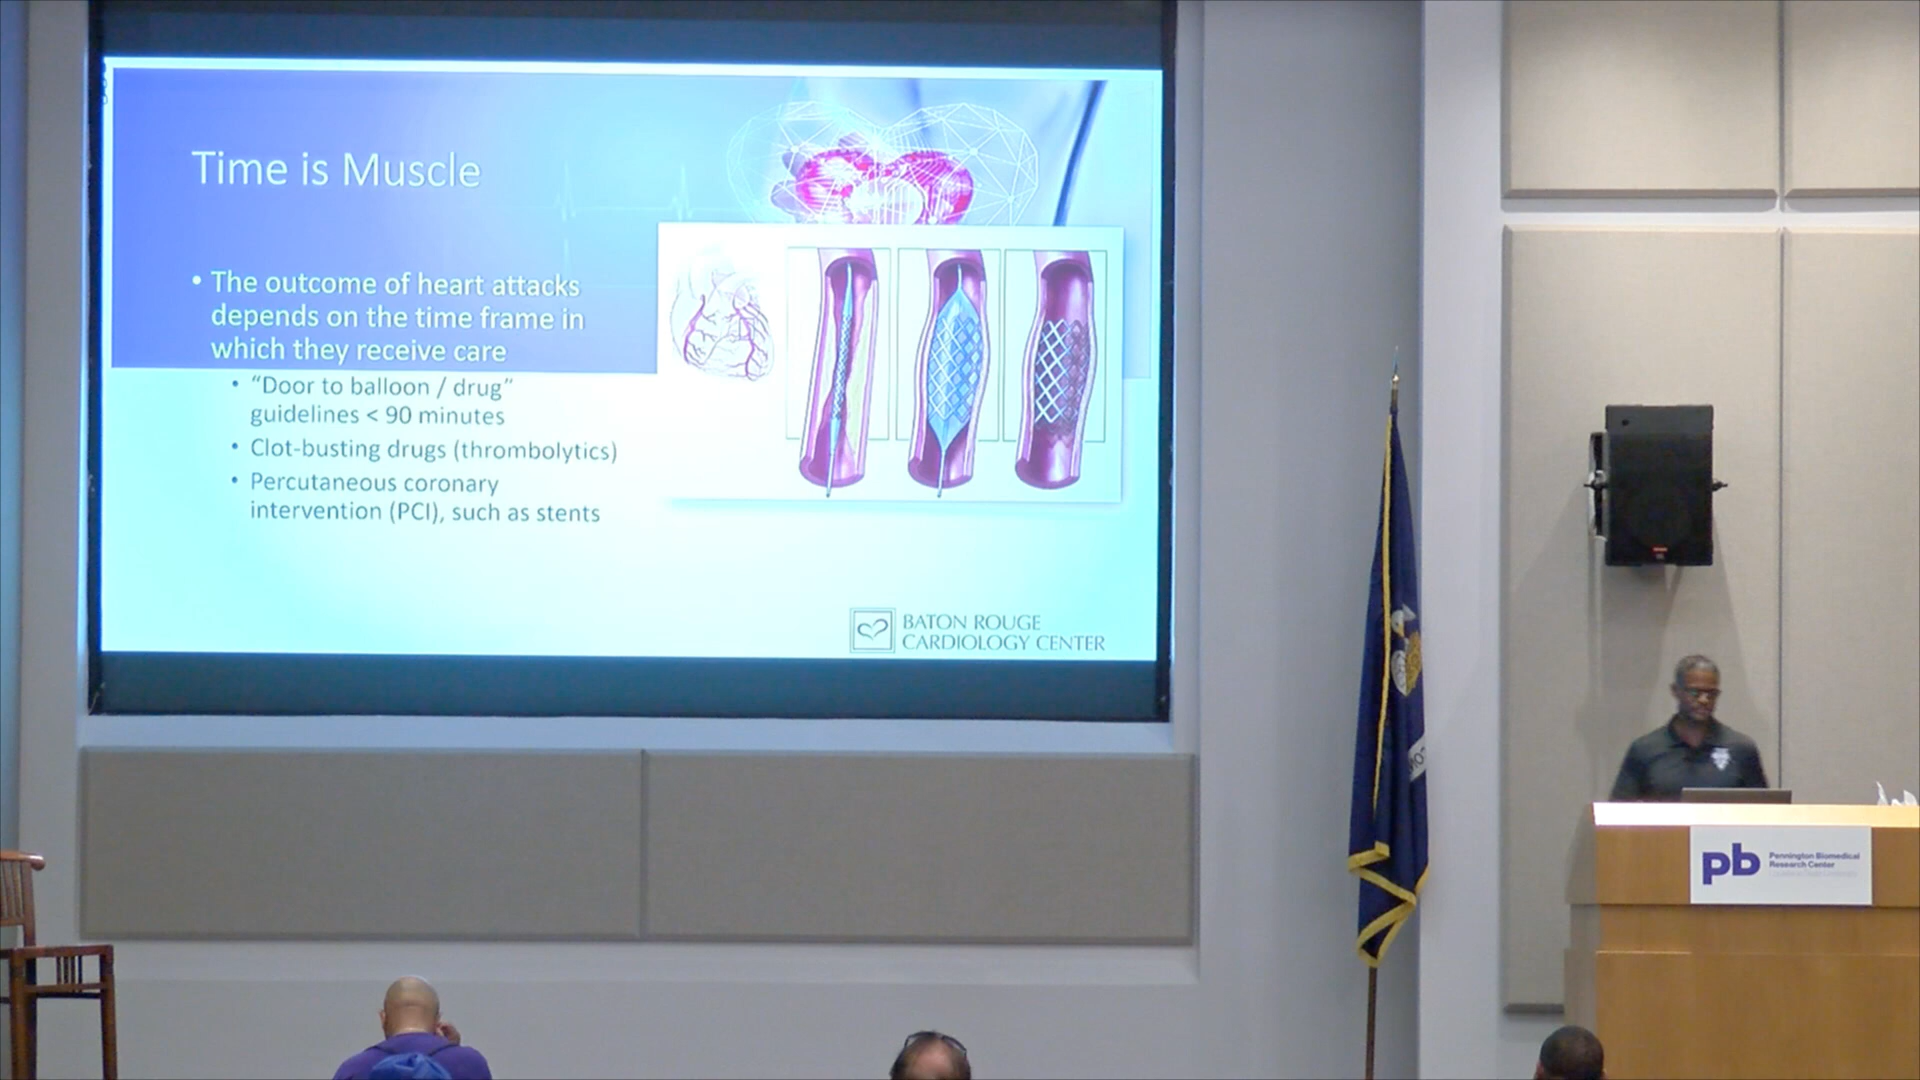 Time is Muscle
• The outcome of heart attacks
depends on the time frame in
which they receive care
• “Door to balloon / drug”
guidelines < 90 minutes
• Clot-busting drugs (thrombolytics)
• Percutaneous coronary
intervention (PCI), such as stents
BATON ROUGE
CARDIOLOGY CENTER
pb
Pennington Biomedical
Research Center